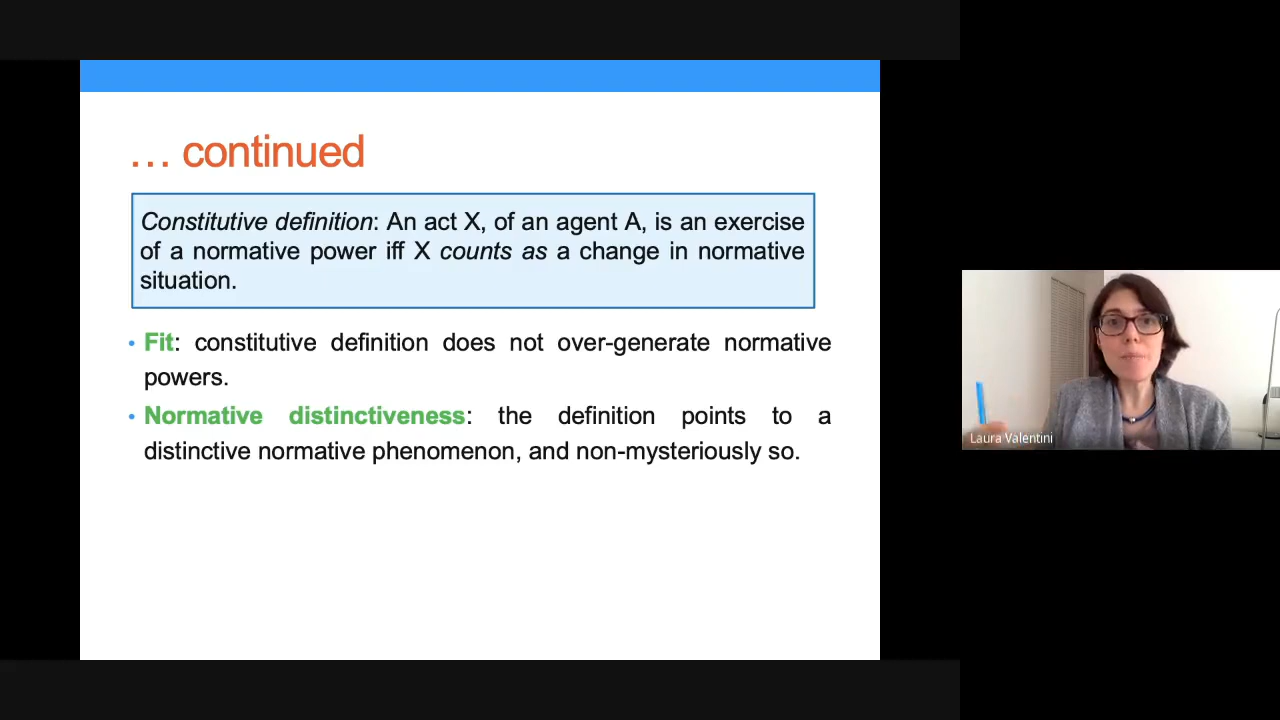 … continued
Constitutive definition: An act X, of an agent A, is an exercise
of a normative power iff X counts as a change in normative
situation.
• Fit: constitutive definition does not over-generate normative
powers.
• Normative distinctiveness: the definition points to a
distinctive normative phenomenon, and non-mysteriously so.
Laura Valentini